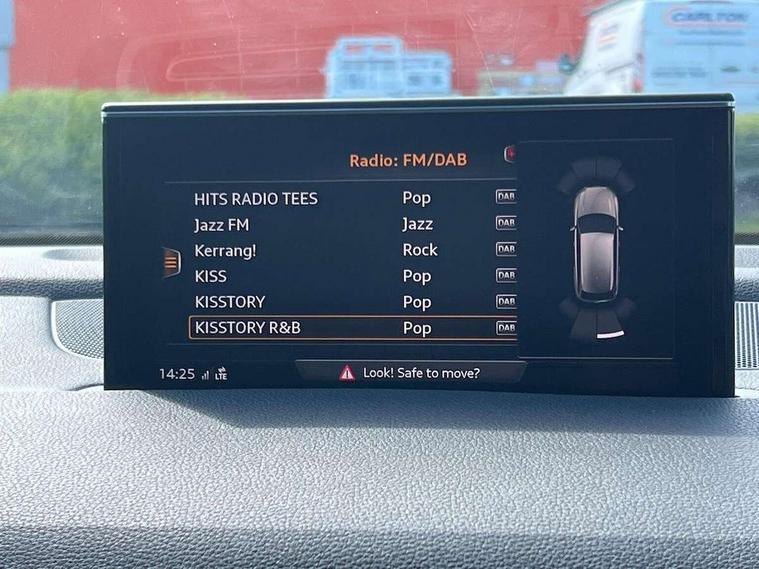 CARLTON
Radio: FM/DAB
HITS RADIO TEES Pop DAB
Jazz FM Jazz DAB
Kerrang! Rock DAB
KISS Pop DAB
KISSTORY Pop DAB
KISSTORY R&B Pop DAB
14:25 LTE Look! Safe to move?